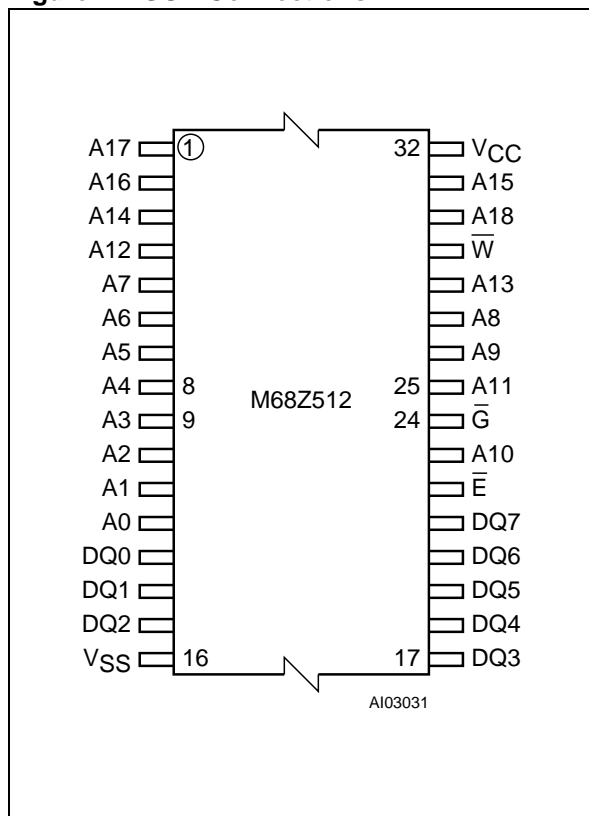 A17 1 32 VCC
A16 A15
A14 A18
A12 W̅
A7 A13
A6 A8
A5 A9
A4 8 M68Z512 25 A11
A3 9 24 G̅
A2 A10
A1 E̅
A0 DQ7
DQ0 DQ6
DQ1 DQ5
DQ2 DQ4
VSS 16 17 DQ3
AI03031